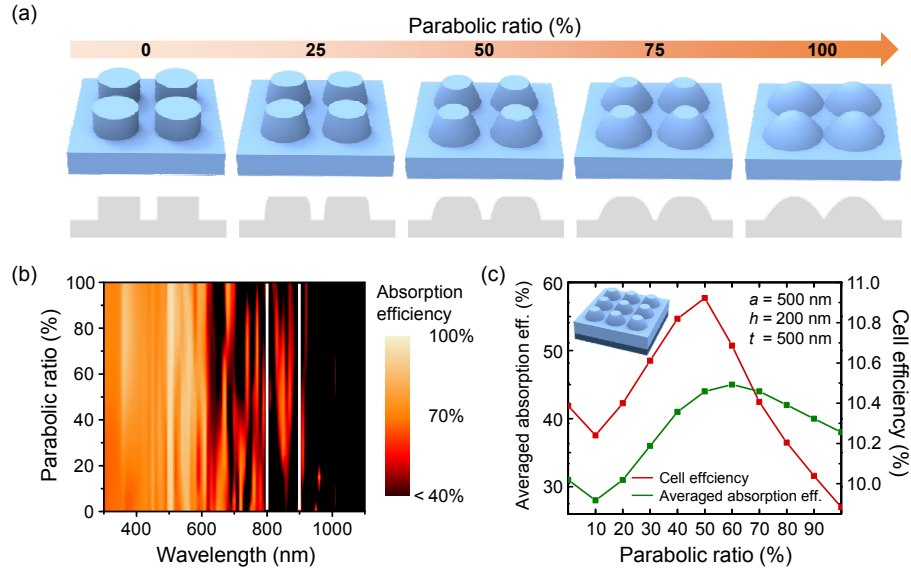 (a)
Parabolic ratio (%)
0 25 50 75 100
(b)
Parabolic ratio (%)
100
80
60
40
20
0
400 600 800 1000
Wavelength (nm)
Absorption
efficiency
100%
70%
< 40%
(c)
Averaged absorption eff. (%)
60
50
40
30
a = 500 nm
h = 200 nm
t = 500 nm
Cell effciency
Averaged absorption eff.
11.0
10.8
10.6
10.4
10.2
10.0
Cell efficiency (%)
10 20 30 40 50 60 70 80 90
Parabolic ratio (%)